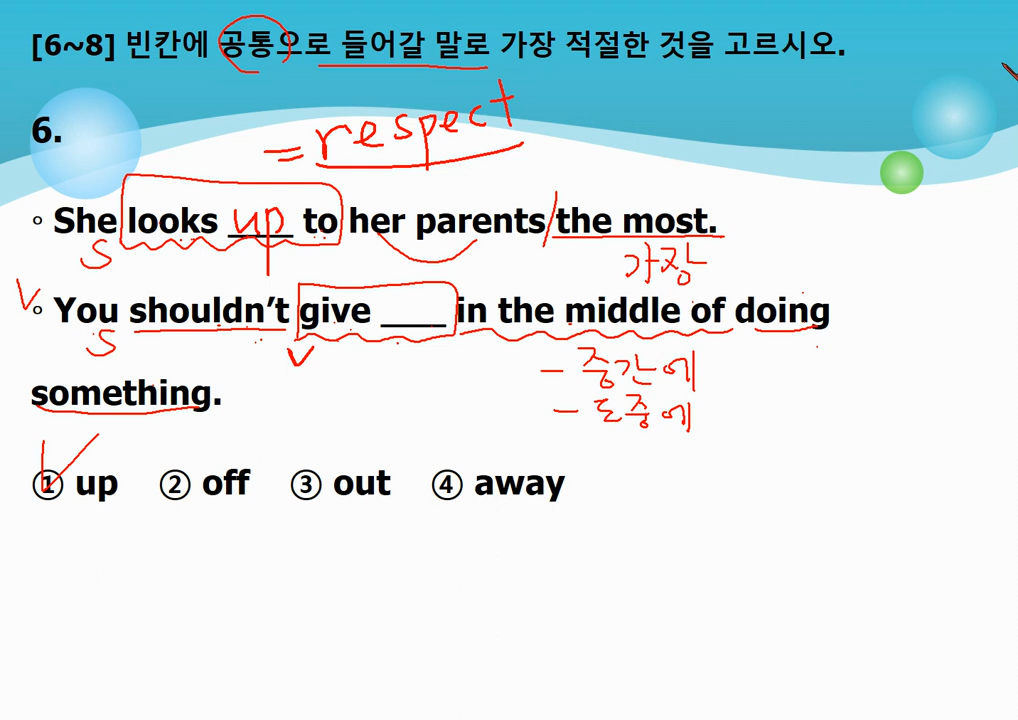 [6~8] 빈칸에 공통으로 들어갈 말로 가장 적절한 것을 고르시오.
6.
= respect
◦ She looks up to her parents / the most.
S
가장
V
◦ You shouldn’t give ____ in the middle of doing
S
V
- 중간에
something.
- 도중에
① up ② off ③ out ④ away